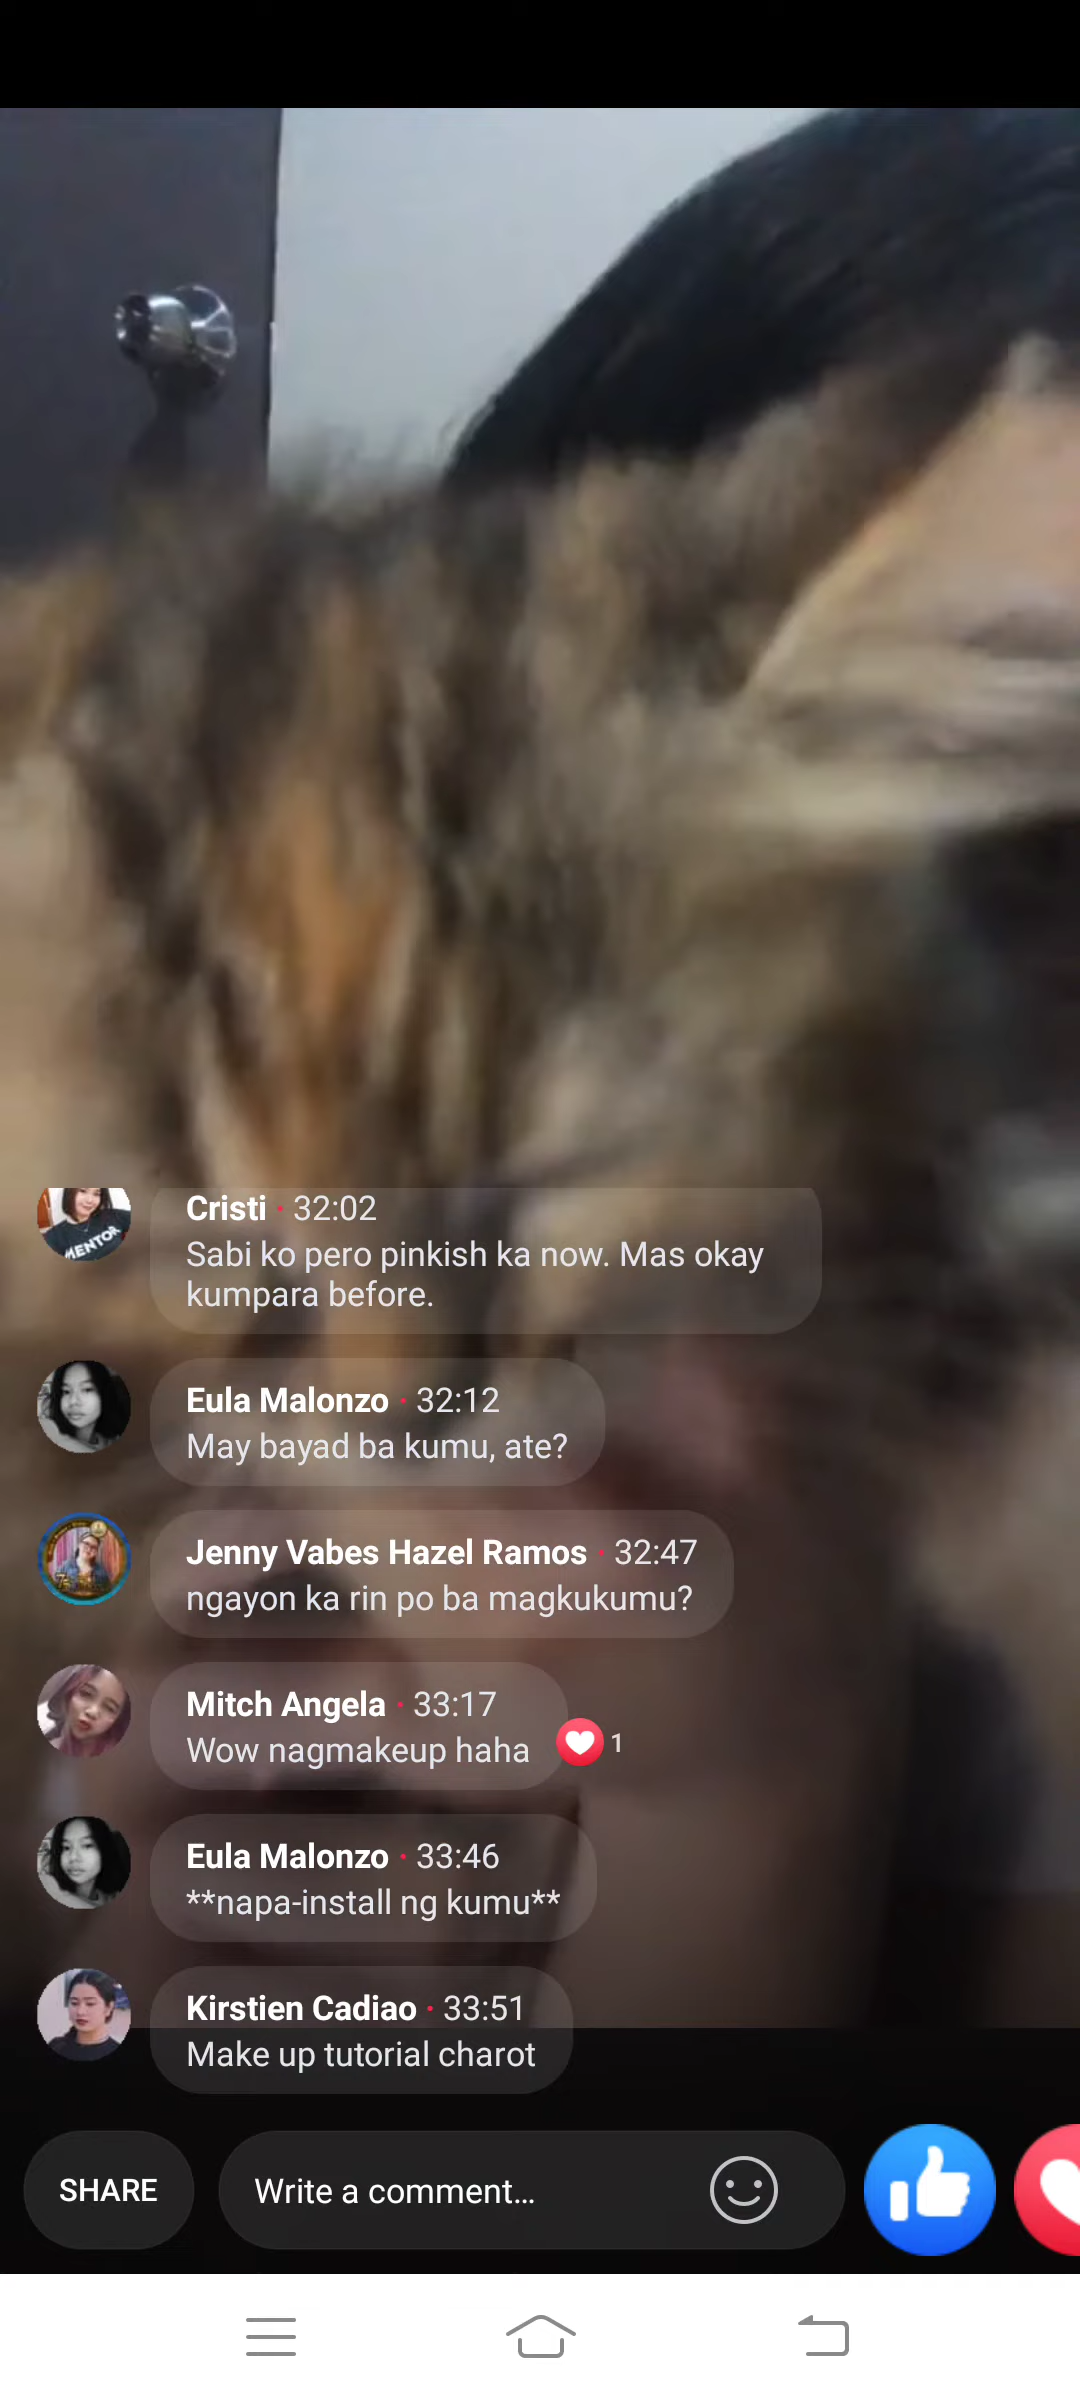 MENTOR
Cristi · 32:02
Sabi ko pero pinkish ka now. Mas okay
kumpara before.
Eula Malonzo · 32:12
May bayad ba kumu, ate?
Jenny Vabes Hazel Ramos · 32:47
ngayon ka rin po ba magkukumu?
Mitch Angela · 33:17
Wow nagmakeup haha
1
Eula Malonzo · 33:46
**napa-install ng kumu**
Kirstien Cadiao · 33:51
Make up tutorial charot
SHARE
Write a comment...